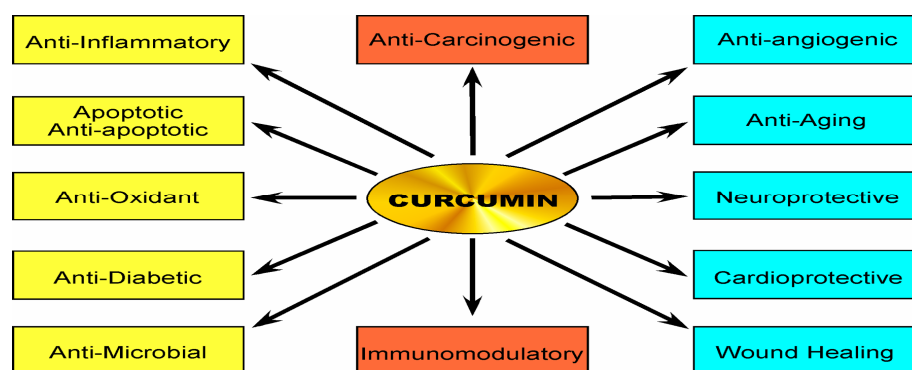 Anti-Inflammatory
Anti-Carcinogenic
Anti-angiogenic
Apoptotic
Anti-apoptotic
Anti-Aging
Anti-Oxidant
CURCUMIN
Neuroprotective
Anti-Diabetic
Cardioprotective
Anti-Microbial
Immunomodulatory
Wound Healing